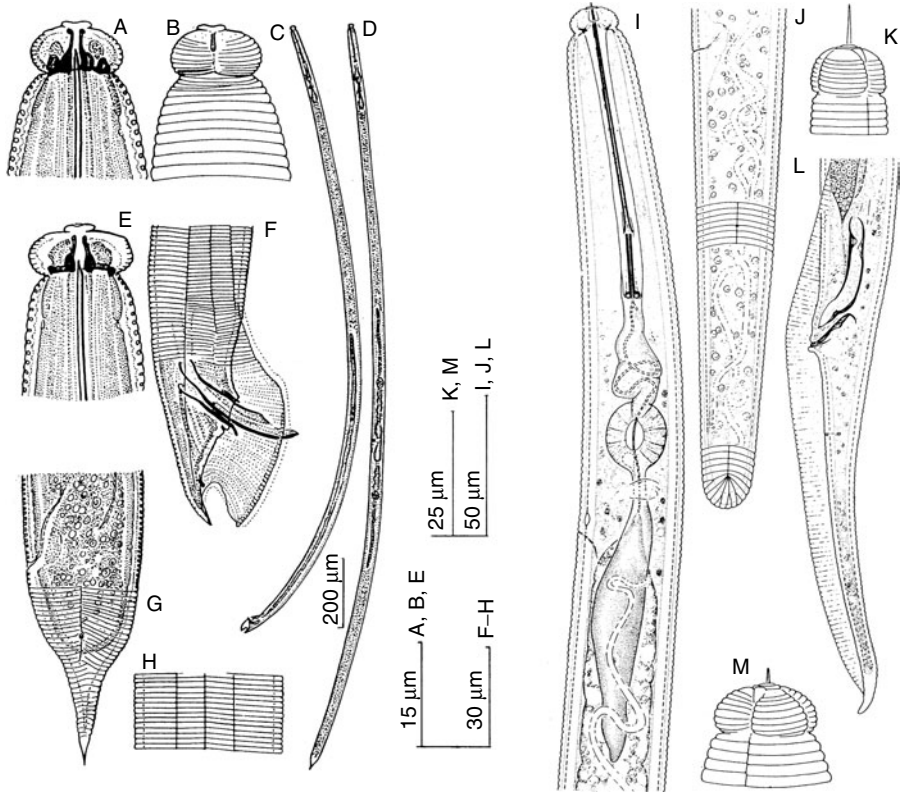 A
B
C
D
E
F
G
H
200 µm
15 µm
A, B, E
30 µm
F–H
25 µm
K, M
50 µm
I, J, L
I
J
K
L
M